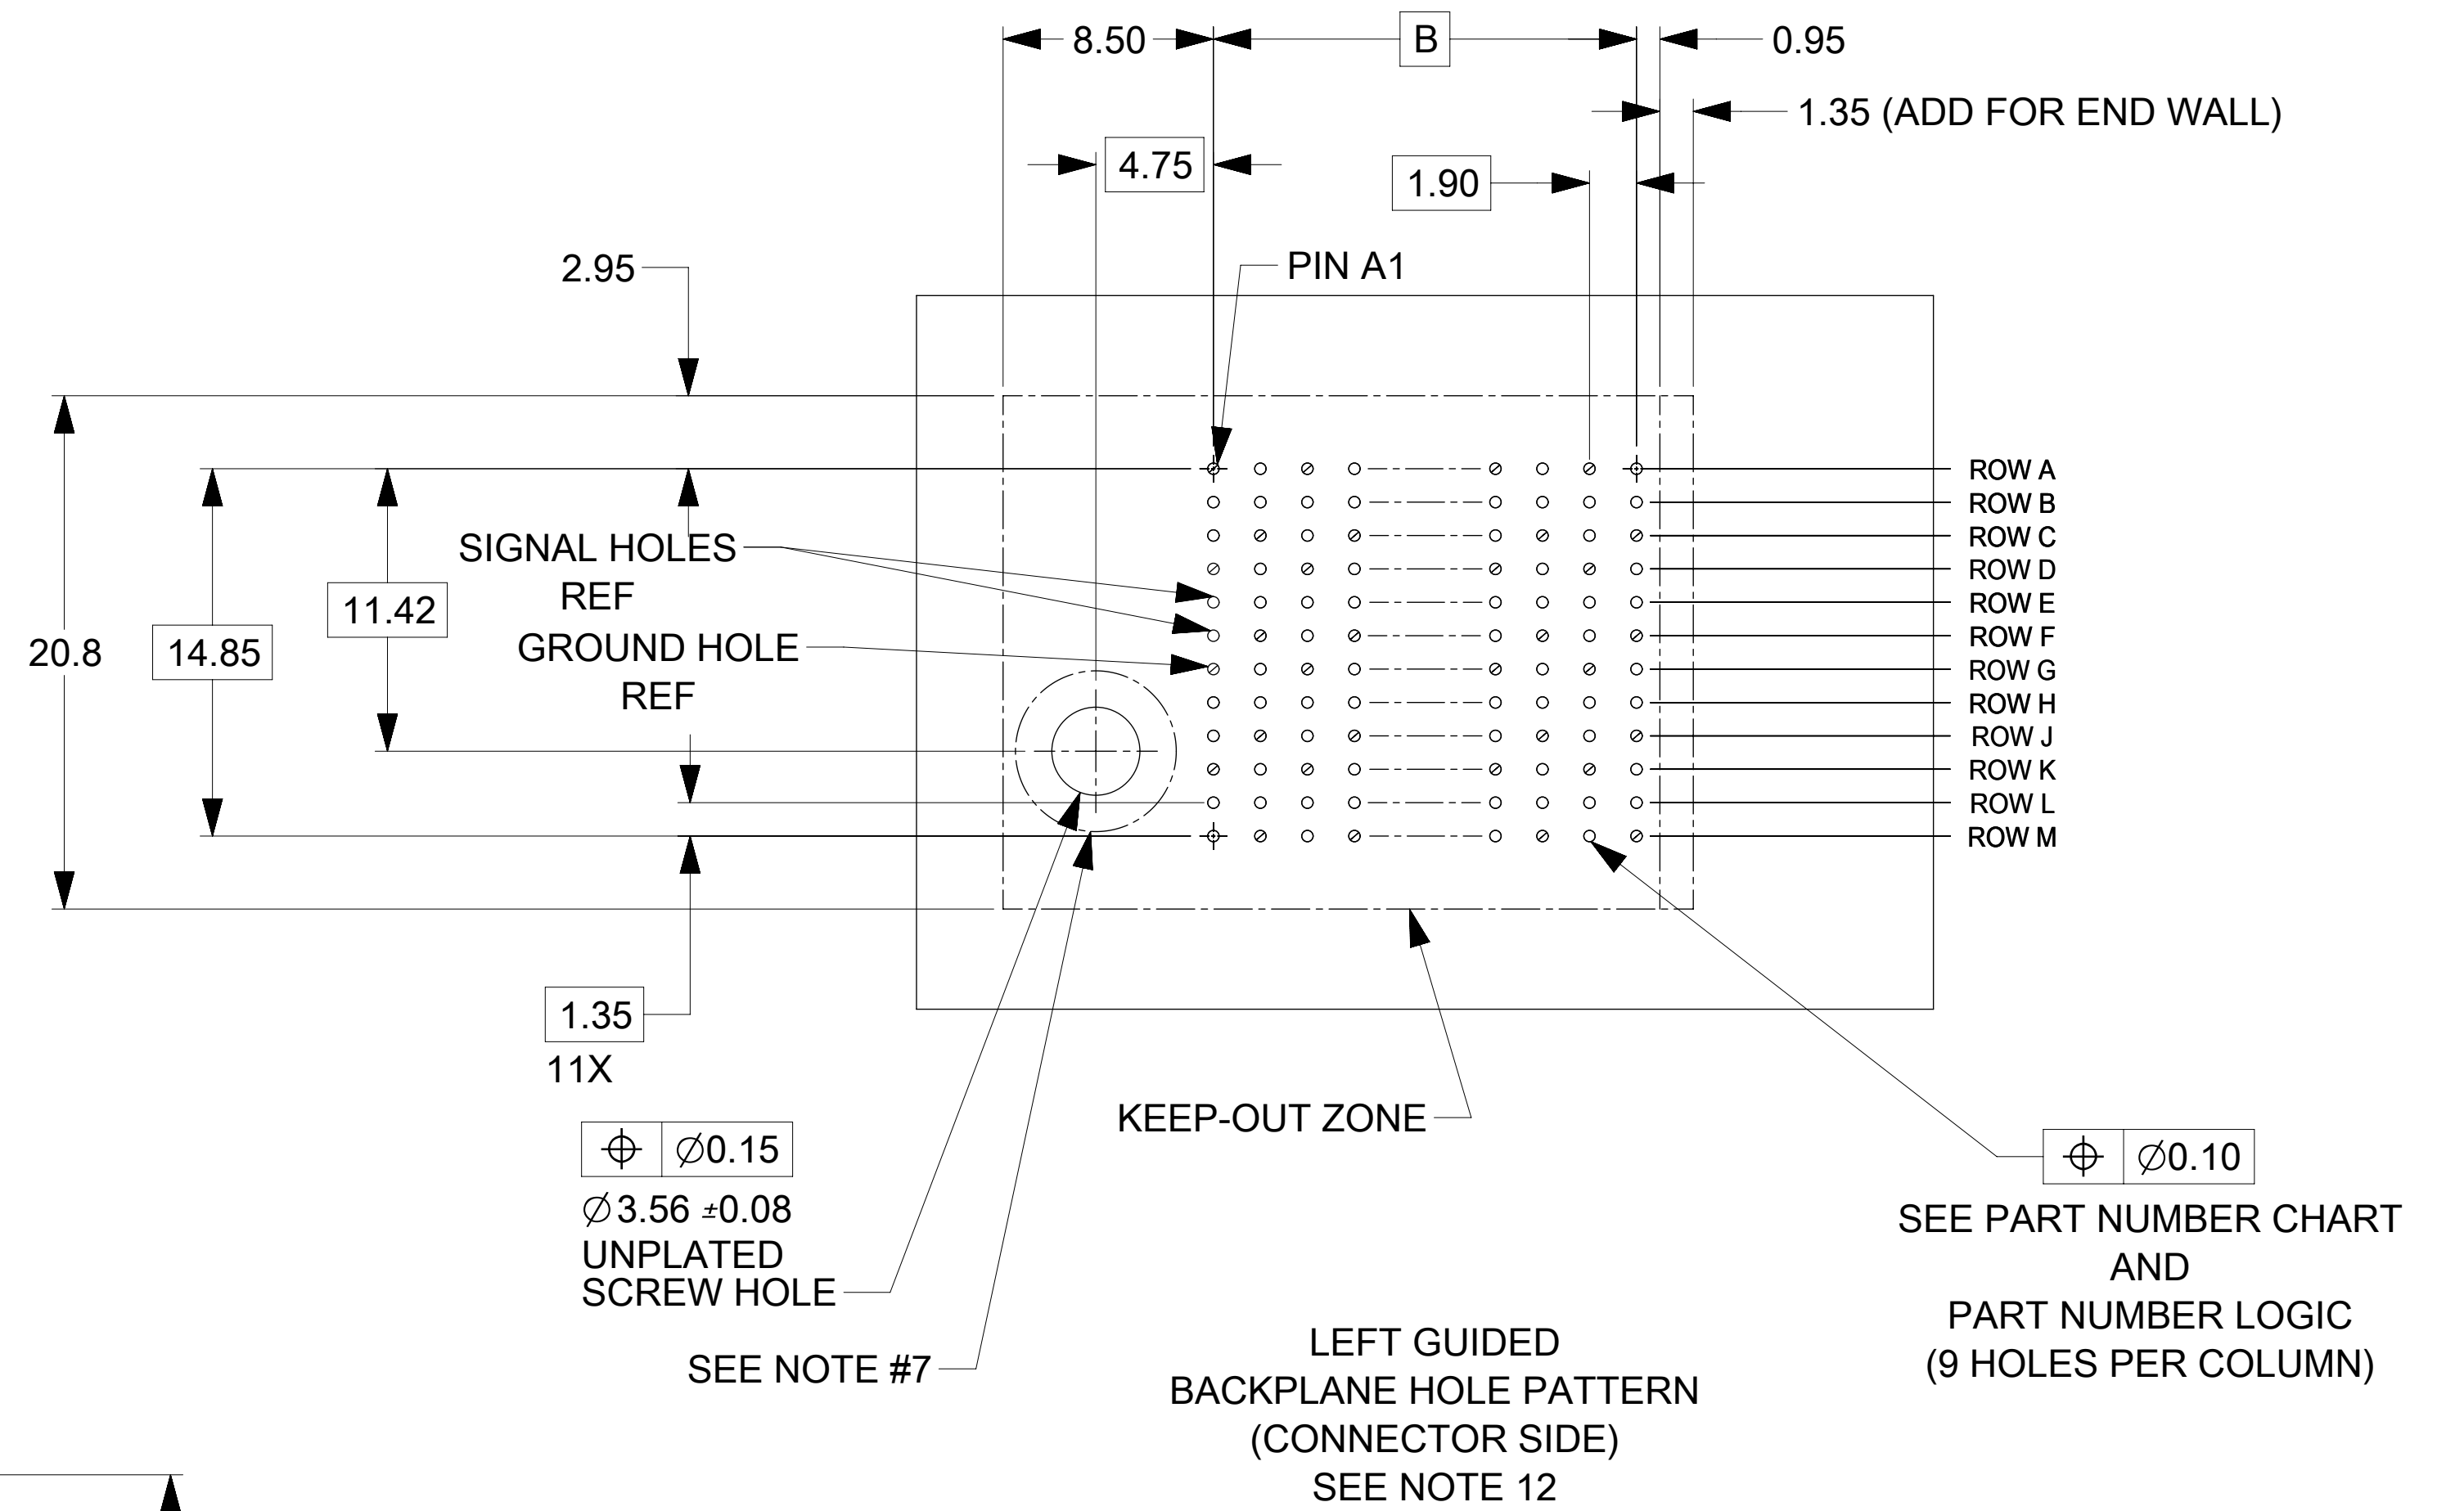 8.50
B
0.95
1.35 (ADD FOR END WALL)
4.75
1.90
2.95
PIN A1
ROW A
ROW B
SIGNAL HOLES
REF
ROW C
ROW D
11.42
ROW E
ROW F
20.8
14.85
GROUND HOLE
REF
ROW G
ROW H
ROW J
ROW K
ROW L
ROW M
1.35
11X
KEEP-OUT ZONE
⌖ ∅0.15
∅3.56 ±0.08
UNPLATED
SCREW HOLE
SEE NOTE #7
⌖ ∅0.10
SEE PART NUMBER CHART
AND
PART NUMBER LOGIC
(9 HOLES PER COLUMN)
LEFT GUIDED
BACKPLANE HOLE PATTERN
(CONNECTOR SIDE)
SEE NOTE 12